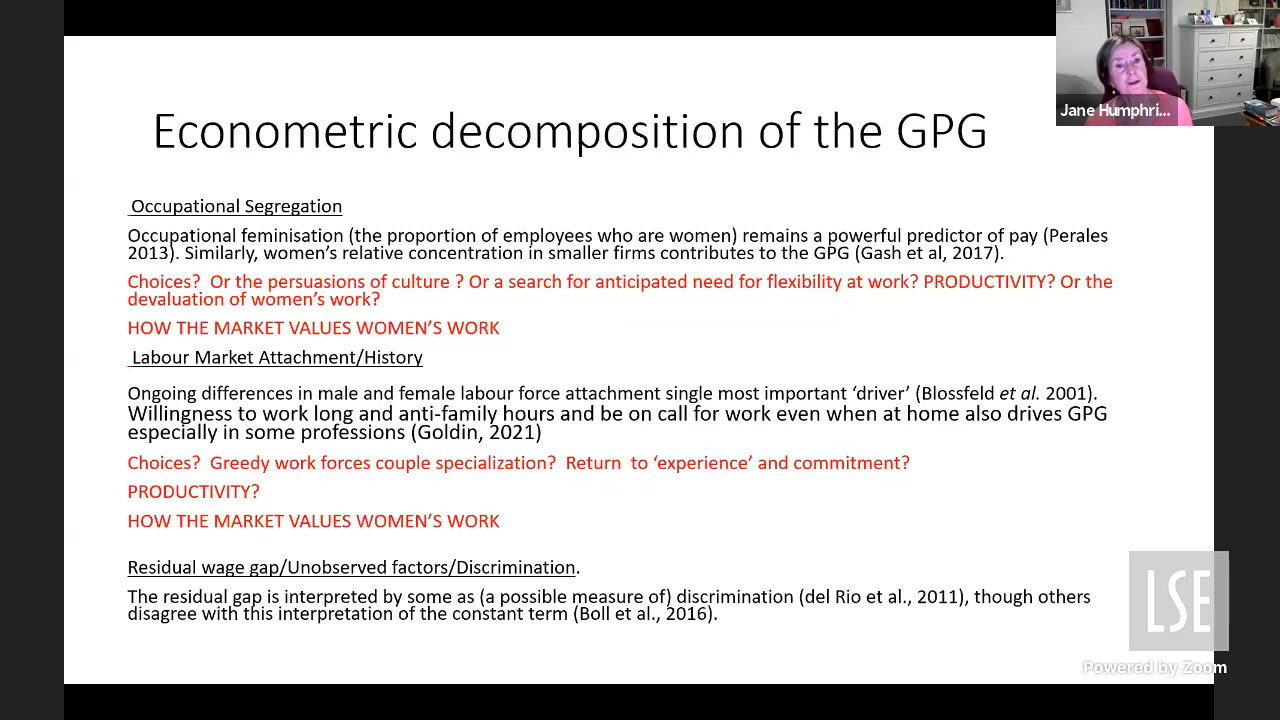 Jane Humphri...
Econometric decomposition of the GPG
Occupational Segregation
Occupational feminisation (the proportion of employees who are women) remains a powerful predictor of pay (Perales
2013). Similarly, women's relative concentration in smaller firms contributes to the GPG (Gash et al, 2017).
Choices?  Or the persuasions of culture ? Or a search for anticipated need for flexibility at work? PRODUCTIVITY? Or the
devaluation of women's work?
HOW THE MARKET VALUES WOMEN'S WORK
Labour Market Attachment/History
Ongoing differences in male and female labour force attachment single most important 'driver' (Blossfeld et al. 2001).
Willingness to work long and anti-family hours and be on call for work even when at home also drives GPG
especially in some professions (Goldin, 2021)
Choices?  Greedy work forces couple specialization?  Return  to 'experience' and commitment?
PRODUCTIVITY?
HOW THE MARKET VALUES WOMEN'S WORK
Residual wage gap/Unobserved factors/Discrimination.
The residual gap is interpreted by some as (a possible measure of) discrimination (del Rio et al., 2011), though others
disagree with this interpretation of the constant term (Boll et al., 2016).
LSE
Powered by Zoom